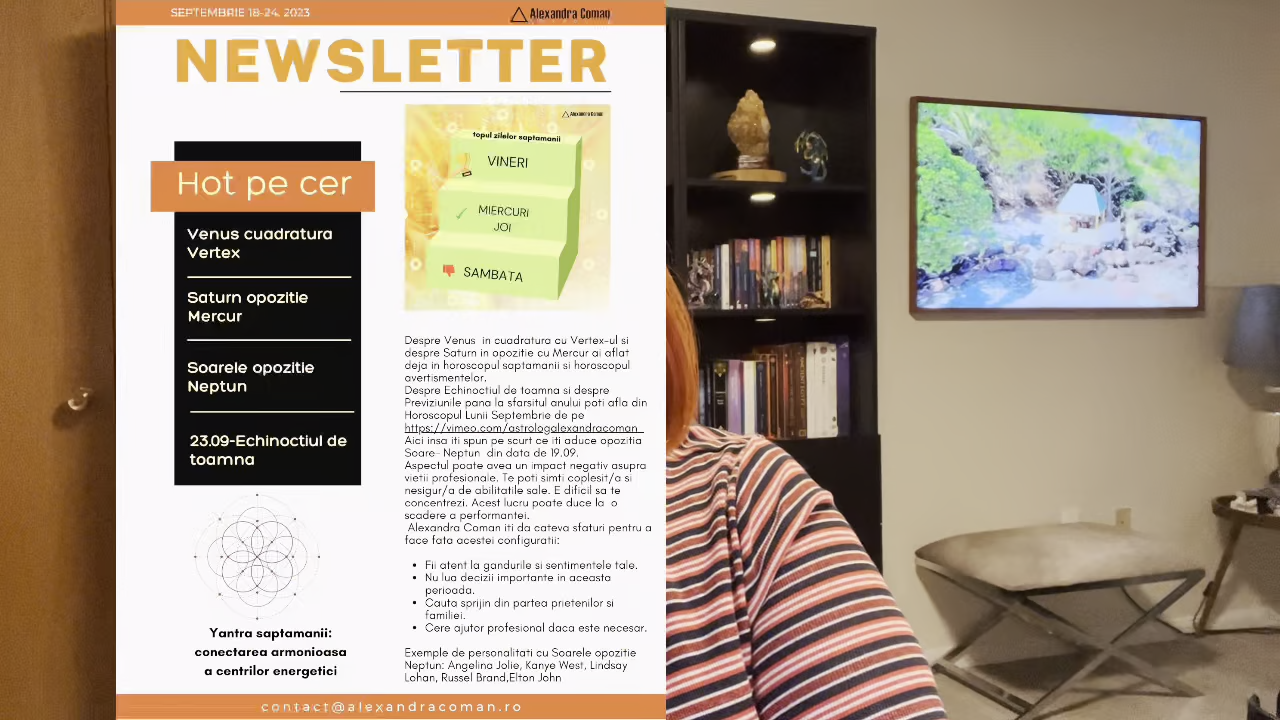 SEPTEMBRIE 18-24, 2023
Alexandra Coman
NEWSLETTER
Hot pe cer
Venus cuadratura
Vertex
Saturn opozitie
Mercur
Soarele opozitie
Neptun
23.09-Echinoctiul de
toamna
Yantra saptamanii:
conectarea armonioasa
a centrilor energetici
Alexandra Coman
topul zilelor saptamanii
VINERI
MIERCURI
JOI
SAMBATA
Despre Venus in cuadratura cu Vertex-ul si
despre Saturn in opozitie cu Mercur ai aflat
deja in horoscopul saptamanii si horoscopul
avertismentelor.
Despre Echinoctiul de toamna si despre
Previziunile pana la sfarsitul anului poti afla din
Horoscopul Lunii Septembrie de pe
https://vimeo.com/astrologalexandracoman
Aici insa iti spun pe scurt ce iti aduce opozitia
Soare- Neptun din data de 19.09.
Aspectul poate avea un impact negativ asupra
vietii profesionale. Te poti simti coplesit/a si
nesigur/a de abilitatile sale. E dificil sa te
concentrezi. Acest lucru poate duce la o
scadere a performantei.
Alexandra Coman iti da cateva sfaturi pentru a
face fata acestei configuratii:
• Fii atent la gandurile si sentimentele tale.
• Nu lua decizii importante in aceasta
perioada.
• Cauta sprijin din partea prietenilor si
familiei.
• Cere ajutor profesional daca este necesar.
Exemple de personalitati cu Soarele opozitie
Neptun: Angelina Jolie, Kanye West, Lindsay
Lohan, Russel Brand,Elton John
contact@alexandracoman.ro